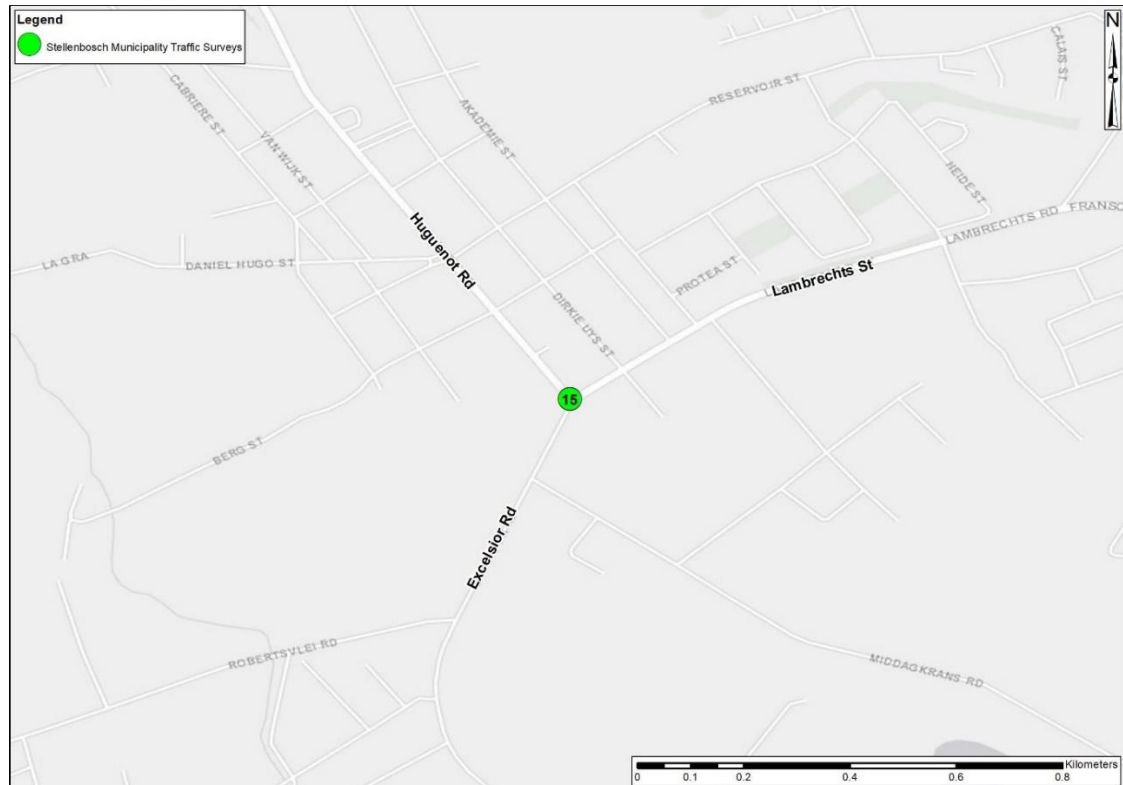 Legend
Stellenbosch Municipality Traffic Surveys
N
CALAIS ST
RESERVOIR ST
CABRIERE ST
AKADEMIE ST
VAN WIJK ST
HEIDE ST
LAMBRECHTS RD
FRANSC
Huguenot Rd
LA GRA
DANIEL HUGO ST
PROTEA ST
Lambrechts St
DIRKIE UYS ST
15
BERG ST
Excelsior Rd
ROBERTSVLEI RD
MIDDAGKRANS RD
Kilometers
0 0.1 0.2 0.4 0.6 0.8